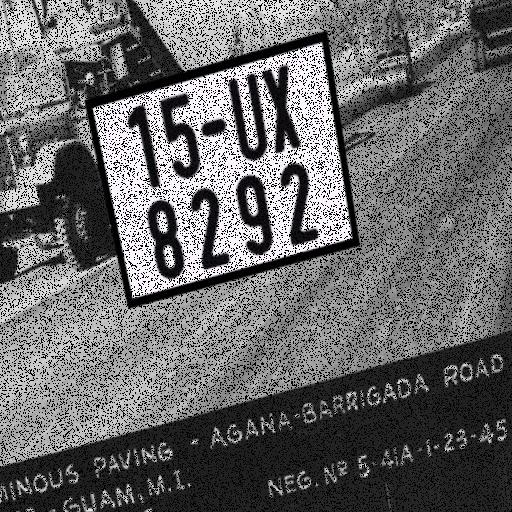 15-UX
8292
MINOUS PAVING - AGANA-BARRIGADA ROAD
- GUAM, M.I.
NEG. Nº 5-41A-1-23-45